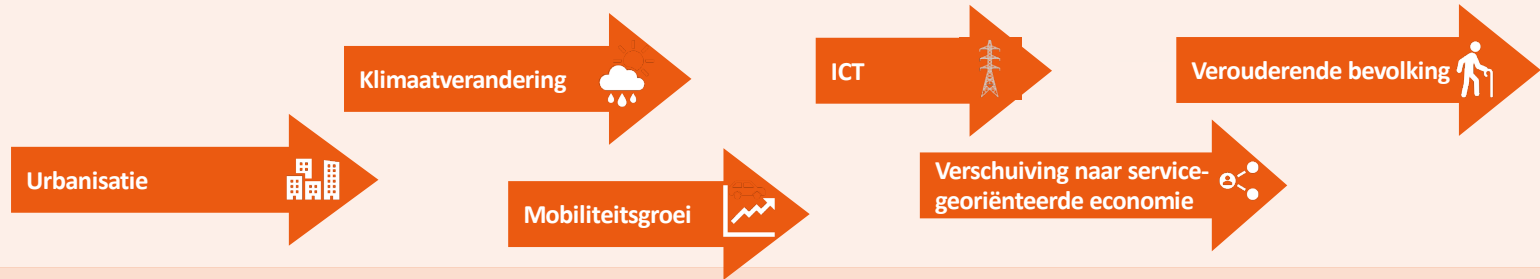 Klimaatverandering
ICT
Verouderende bevolking
Urbanisatie
Mobiliteitsgroei
Verschuiving naar service-
georiënteerde economie